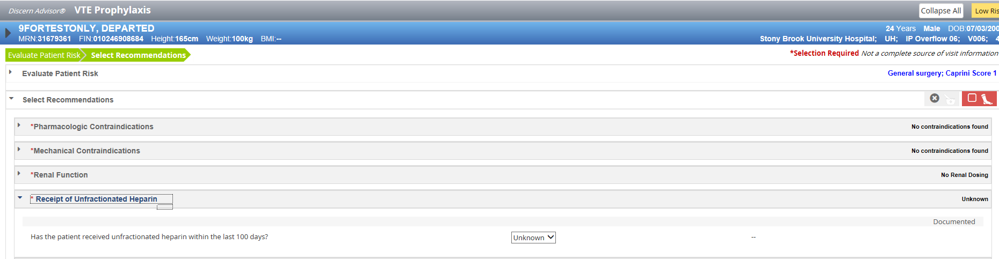 Discern Advisor® VTE Prophylaxis Collapse All Low Ris
9FORTESTONLY, DEPARTED 24 Years Male DOB:07/03/200
MRN:31679361 FIN:010246908684 Height:165cm Weight:100kg BMI:-- Stony Brook University Hospital; UH; IP Overflow 06; V006; 4
Evaluate Patient Risk Select Recommendations *Selection Required Not a complete source of visit information
Evaluate Patient Risk General surgery; Caprini Score 1
Select Recommendations
*Pharmacologic Contraindications No contraindications found
*Mechanical Contraindications No contraindications found
*Renal Function No Renal Dosing
* Receipt of Unfractionated Heparin Unknown
Documented
Has the patient received unfractionated heparin within the last 100 days? Unknown --